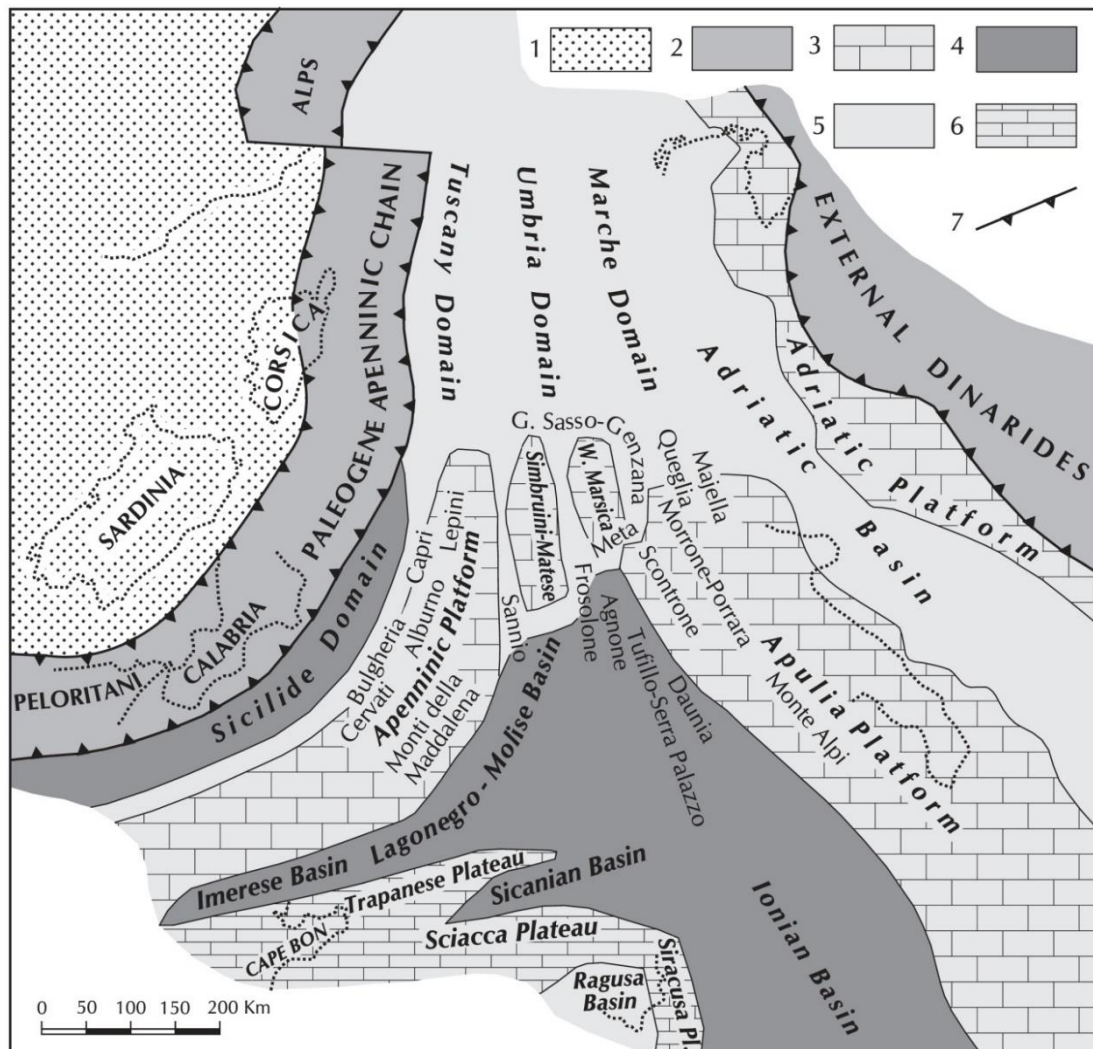 1
2
3
4
5
6
7
ALPS
EXTERNAL DINARIDES
Tuscany Domain
Umbria Domain
Marche Domain
PALEOGENE APENNINIC CHAIN
CORSICA
SARDINIA
CALABRIA
PELORITANI
Sicilide Domain
Adriatic Platform
Adriatic Basin
G. Sasso-Genzana
Simbruini-Matese
W. Marsica
Meta
Queglia
Majella
Morrone-Porrara
Scontrone
Lepini
Bulgheria—Capri
Alburno
Cervati
Apenninic Platform
Monti della
Maddalena
Sannio
Frosolone
Agnone
Tufillo-Serra Palazzo
Daunia
Apulia Platform
Monte Alpi
Lagonegro-Molise Basin
Imerese Basin
Trapanese Plateau
Sicanian Basin
CAPE BON
Sciacca Plateau
Ragusa
Basin
Siracusa Pl
Ionian Basin
0 50 100 150 200 Km